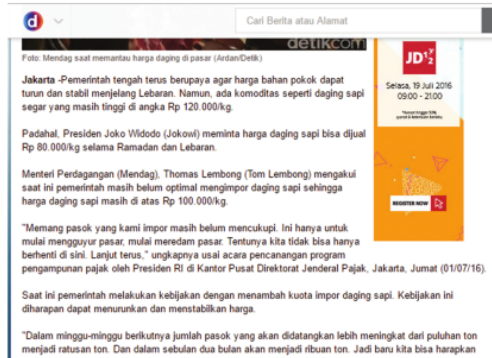 d
Cari Berita atau Alamat
detikcom
Foto: Mendag saat memantau harga daging di pasar (Ardan/Detik)
Jakarta -Pemerintah tengah terus berupaya agar harga bahan pokok dapat
turun dan stabil menjelang Lebaran. Namun, ada komoditas seperti daging sapi
segar yang masih tinggi di angka Rp 120.000/kg.
Padahal, Presiden Joko Widodo (Jokowi) meminta harga daging sapi bisa dijual
Rp 80.000/kg selama Ramadan dan Lebaran.
Menteri Perdagangan (Mendag), Thomas Lembong (Tom Lembong) mengakui
saat ini pemerintah masih belum optimal mengimpor daging sapi sehingga
harga daging sapi masih di atas Rp 100.000/kg.
"Memang pasok yang kami impor masih belum mencukupi. Ini hanya untuk
mulai mengguyur pasar, mulai meredam pasar. Tentunya kita tidak bisa hanya
berhenti di sini. Lanjut terus," ungkapnya usai acara pencanangan program
pengampunan pajak oleh Presiden RI di Kantor Pusat Direktorat Jenderal Pajak, Jakarta, Jumat (01/07/16).
Saat ini pemerintah melakukan kebijakan dengan menambah kuota impor daging sapi. Kebijakan ini
diharapan dapat menurunkan dan menstabilkan harga.
"Dalam minggu-minggu berikutnya jumlah pasok yang akan didatangkan lebih meningkat dari puluhan ton
menjadi ratusan ton. Dan dalam sebulan dua bulan akan menjadi ribuan ton. Jadi baru kita bisa harapkan
JD
Selasa, 19 Juli 2016
09:00 - 21:00
REGISTER NOW